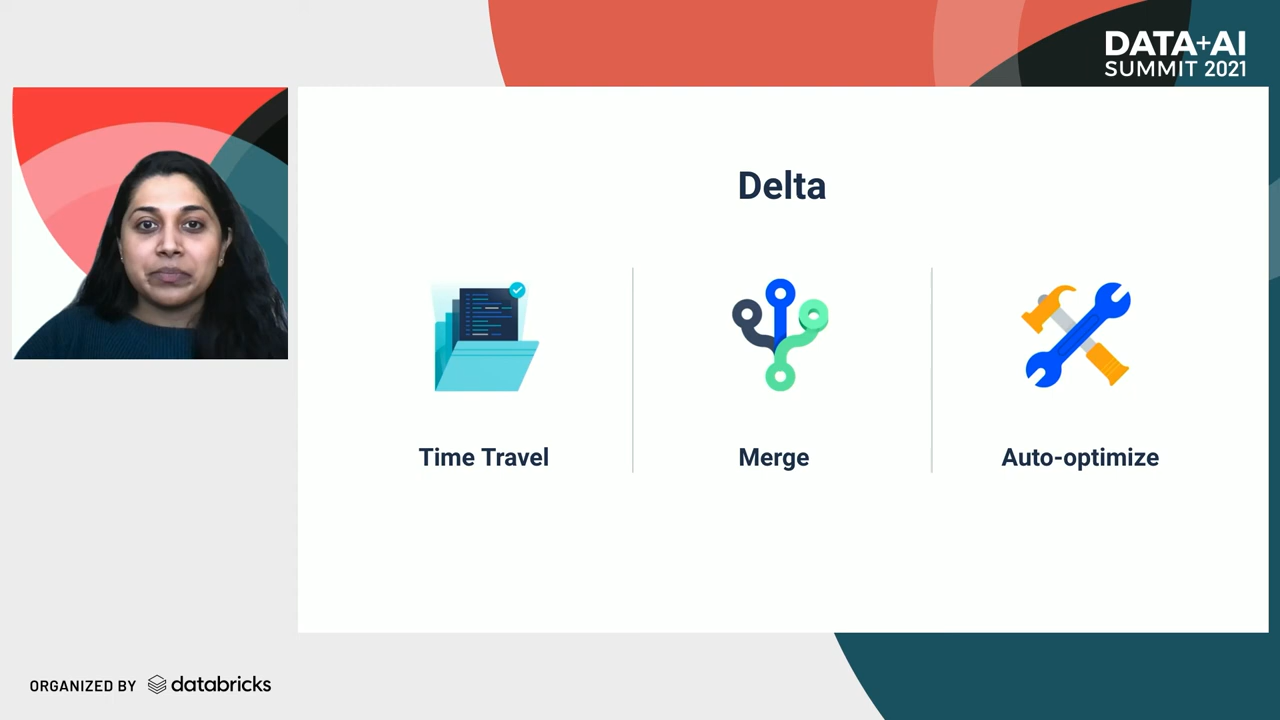 DATA+AI
SUMMIT 2021
Delta
Time Travel
Merge
Auto-optimize
ORGANIZED BY databricks